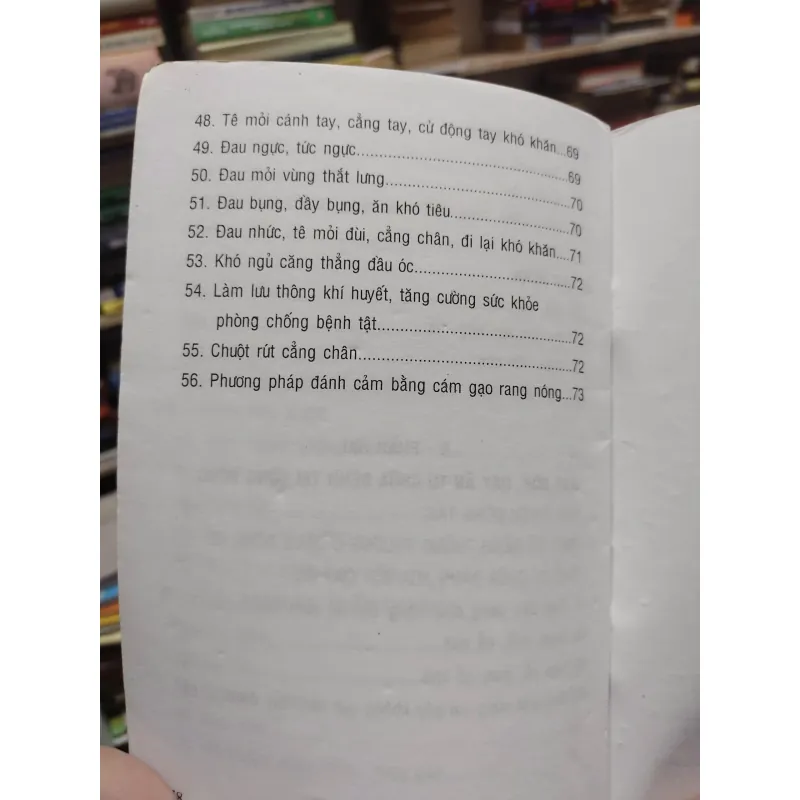 48. Tê mỏi cánh tay, cẳng tay, cử động tay khó khăn...69
49. Đau ngực, tức ngực..................................69
50. Đau mỏi vùng thắt lưng..............................70
51. Đau bụng, đầy bụng, ăn khó tiêu.....................70
52. Đau nhức, tê mỏi đùi, cẳng chân, đi lại khó khăn....71
53. Khó ngủ căng thẳng đầu óc...........................72
54. Làm lưu thông khí huyết, tăng cường sức khỏe
phòng chống bệnh tật....................................72
55. Chuột rút cẳng chân.................................72
56. Phương pháp đánh cảm bằng cám gạo rang nóng...73